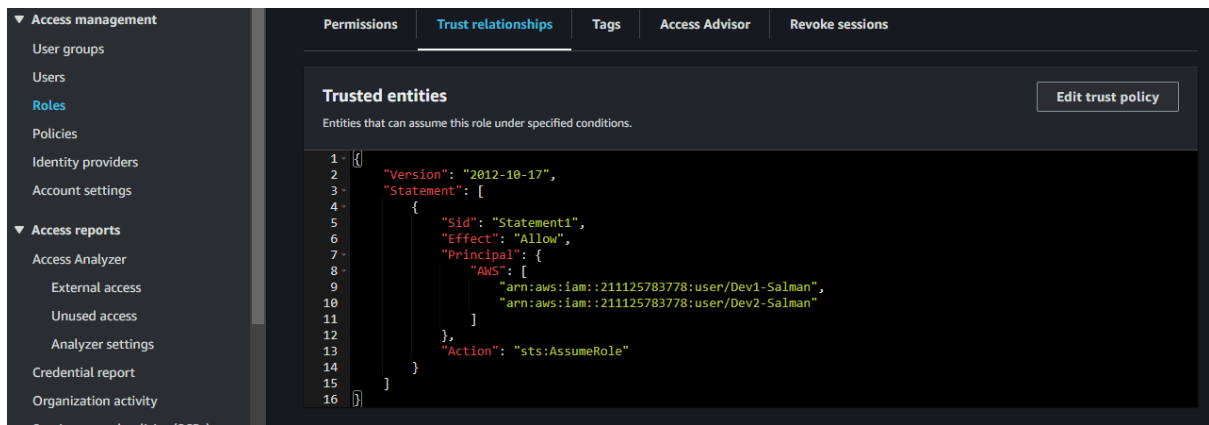 Access management
User groups
Users
Roles
Policies
Identity providers
Account settings
Access reports
Access Analyzer
External access
Unused access
Analyzer settings
Credential report
Organization activity
Permissions Trust relationships Tags Access Advisor Revoke sessions
Trusted entities Edit trust policy
Entities that can assume this role under specified conditions.
1 {
2 "Version": "2012-10-17",
3 "Statement": [
4 {
5 "Sid": "Statement1",
6 "Effect": "Allow",
7 "Principal": {
8 "AWS": [
9 "arn:aws:iam::211125783778:user/Dev1-Salman",
10 "arn:aws:iam::211125783778:user/Dev2-Salman"
11 ]
12 },
13 "Action": "sts:AssumeRole"
14 }
15 ]
16 }